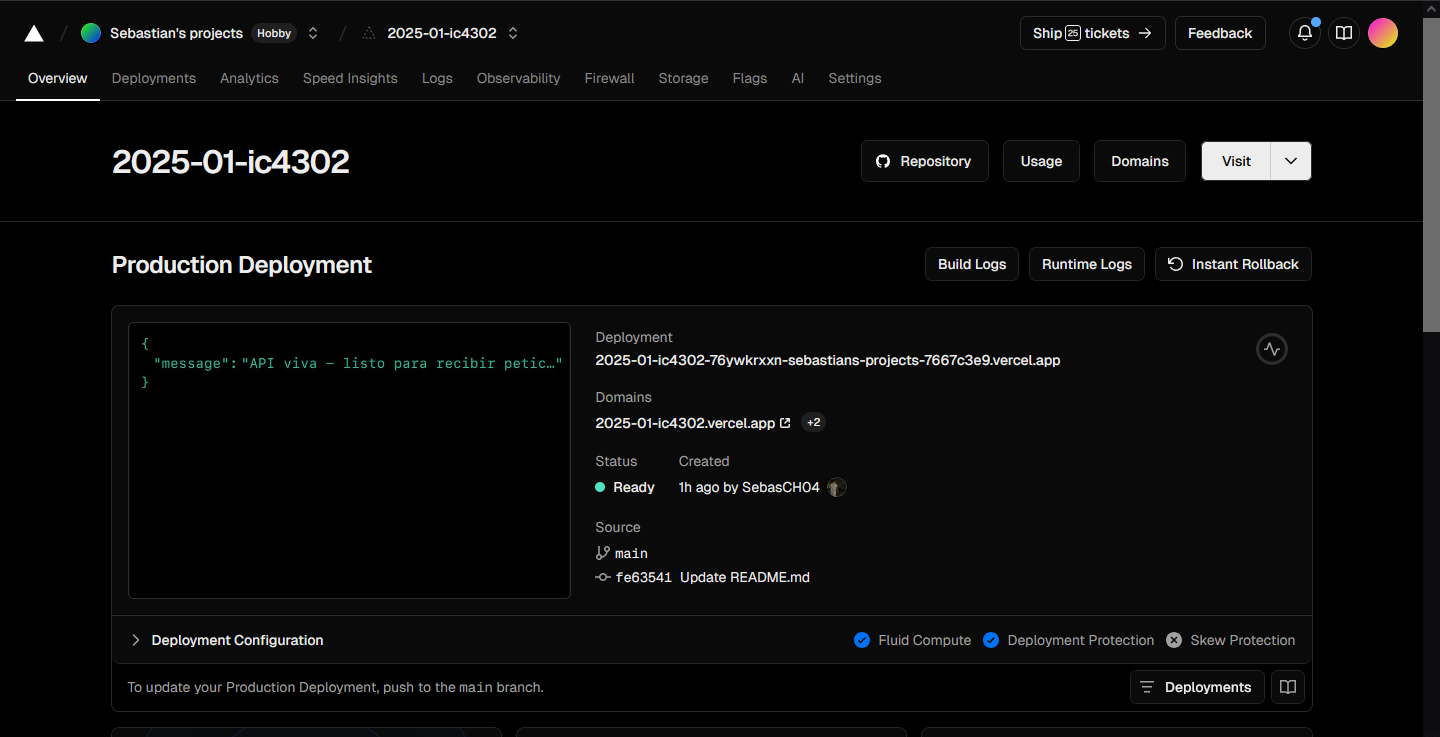 Sebastian's projects Hobby 2025-01-ic4302 Ship 25 tickets → Feedback
Overview Deployments Analytics Speed Insights Logs Observability Firewall Storage Flags AI Settings
2025-01-ic4302 Repository Usage Domains Visit
Production Deployment Build Logs Runtime Logs Instant Rollback
{
"message": "API viva — listo para recibir petic…"
}
Deployment
2025-01-ic4302-76ywkrxxn-sebastians-projects-7667c3e9.vercel.app
Domains
2025-01-ic4302.vercel.app +2
Status Created
Ready 1h ago by SebasCH04
Source
main
fe63541 Update README.md
Deployment Configuration Fluid Compute Deployment Protection Skew Protection
To update your Production Deployment, push to the main branch. Deployments